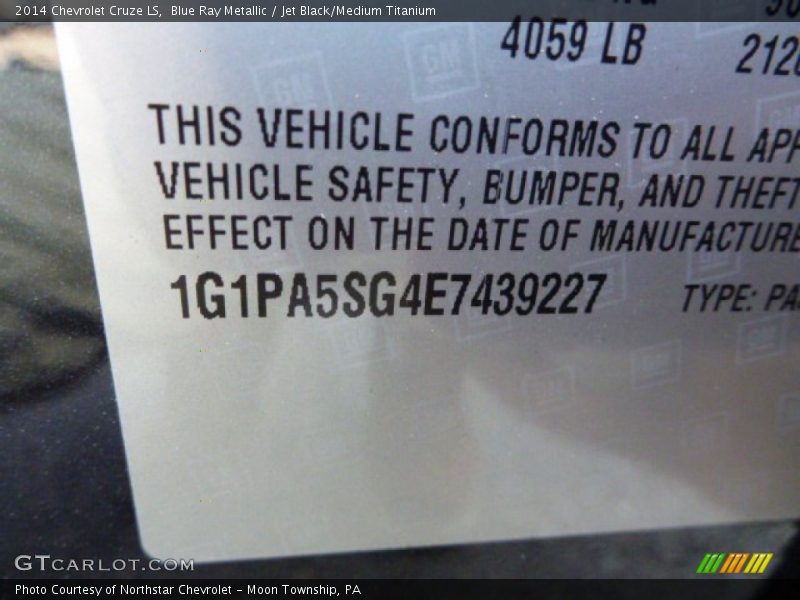 2014 Chevrolet Cruze LS, Blue Ray Metallic / Jet Black/Medium Titanium
4059 LB
THIS VEHICLE CONFORMS TO ALL APP
VEHICLE SAFETY, BUMPER, AND THEFT
EFFECT ON THE DATE OF MANUFACTURE
1G1PA5SG4E7439227 TYPE: PAS
GM
GTCARLOT.COM
Photo Courtesy of Northstar Chevrolet - Moon Township, PA